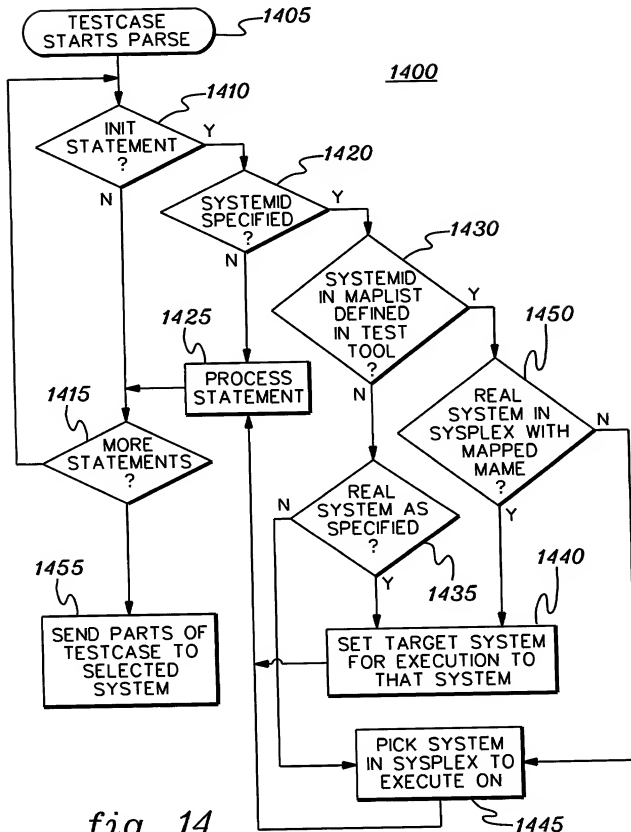 TESTCASE
STARTS PARSE
1405
1400
1410
INIT
STATEMENT
?
Y
N
1420
SYSTEMID
SPECIFIED
?
Y
N
1430
SYSTEMID
IN MAPLIST
DEFINED
IN TEST
TOOL
?
Y
N
1425
PROCESS
STATEMENT
1450
REAL
SYSTEM IN
SYSPLEX WITH
MAPPED
MAME
?
N
Y
1415
MORE
STATEMENTS
?
REAL
SYSTEM AS
SPECIFIED
?
N
Y
1435
1440
SET TARGET SYSTEM
FOR EXECUTION TO
THAT SYSTEM
1455
SEND PARTS OF
TESTCASE TO
SELECTED
SYSTEM
PICK SYSTEM
IN SYSPLEX TO
EXECUTE ON
1445
fig. 14